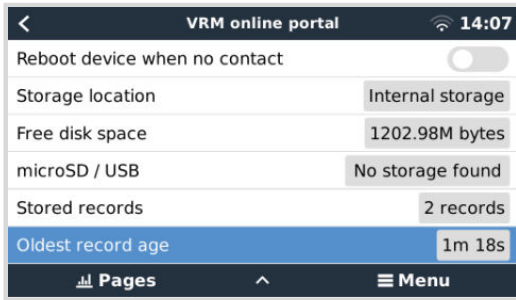 VRM online portal 14:07
Reboot device when no contact
Storage location Internal storage
Free disk space 1202.98M bytes
microSD / USB No storage found
Stored records 2 records
Oldest record age 1m 18s
Pages Menu